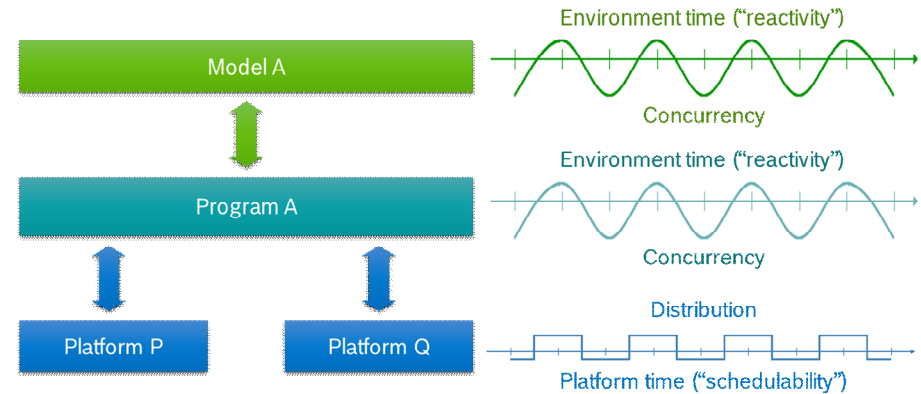 Environment time (“reactivity”)
Model A
Concurrency
Environment time (“reactivity”)
Program A
Concurrency
Distribution
Platform P
Platform Q
Platform time (“schedulability”)